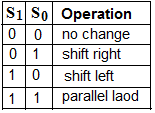 S1 S0 Operation
0 0 no change
0 1 shift right
1 0 shift left
1 1 parallel laod